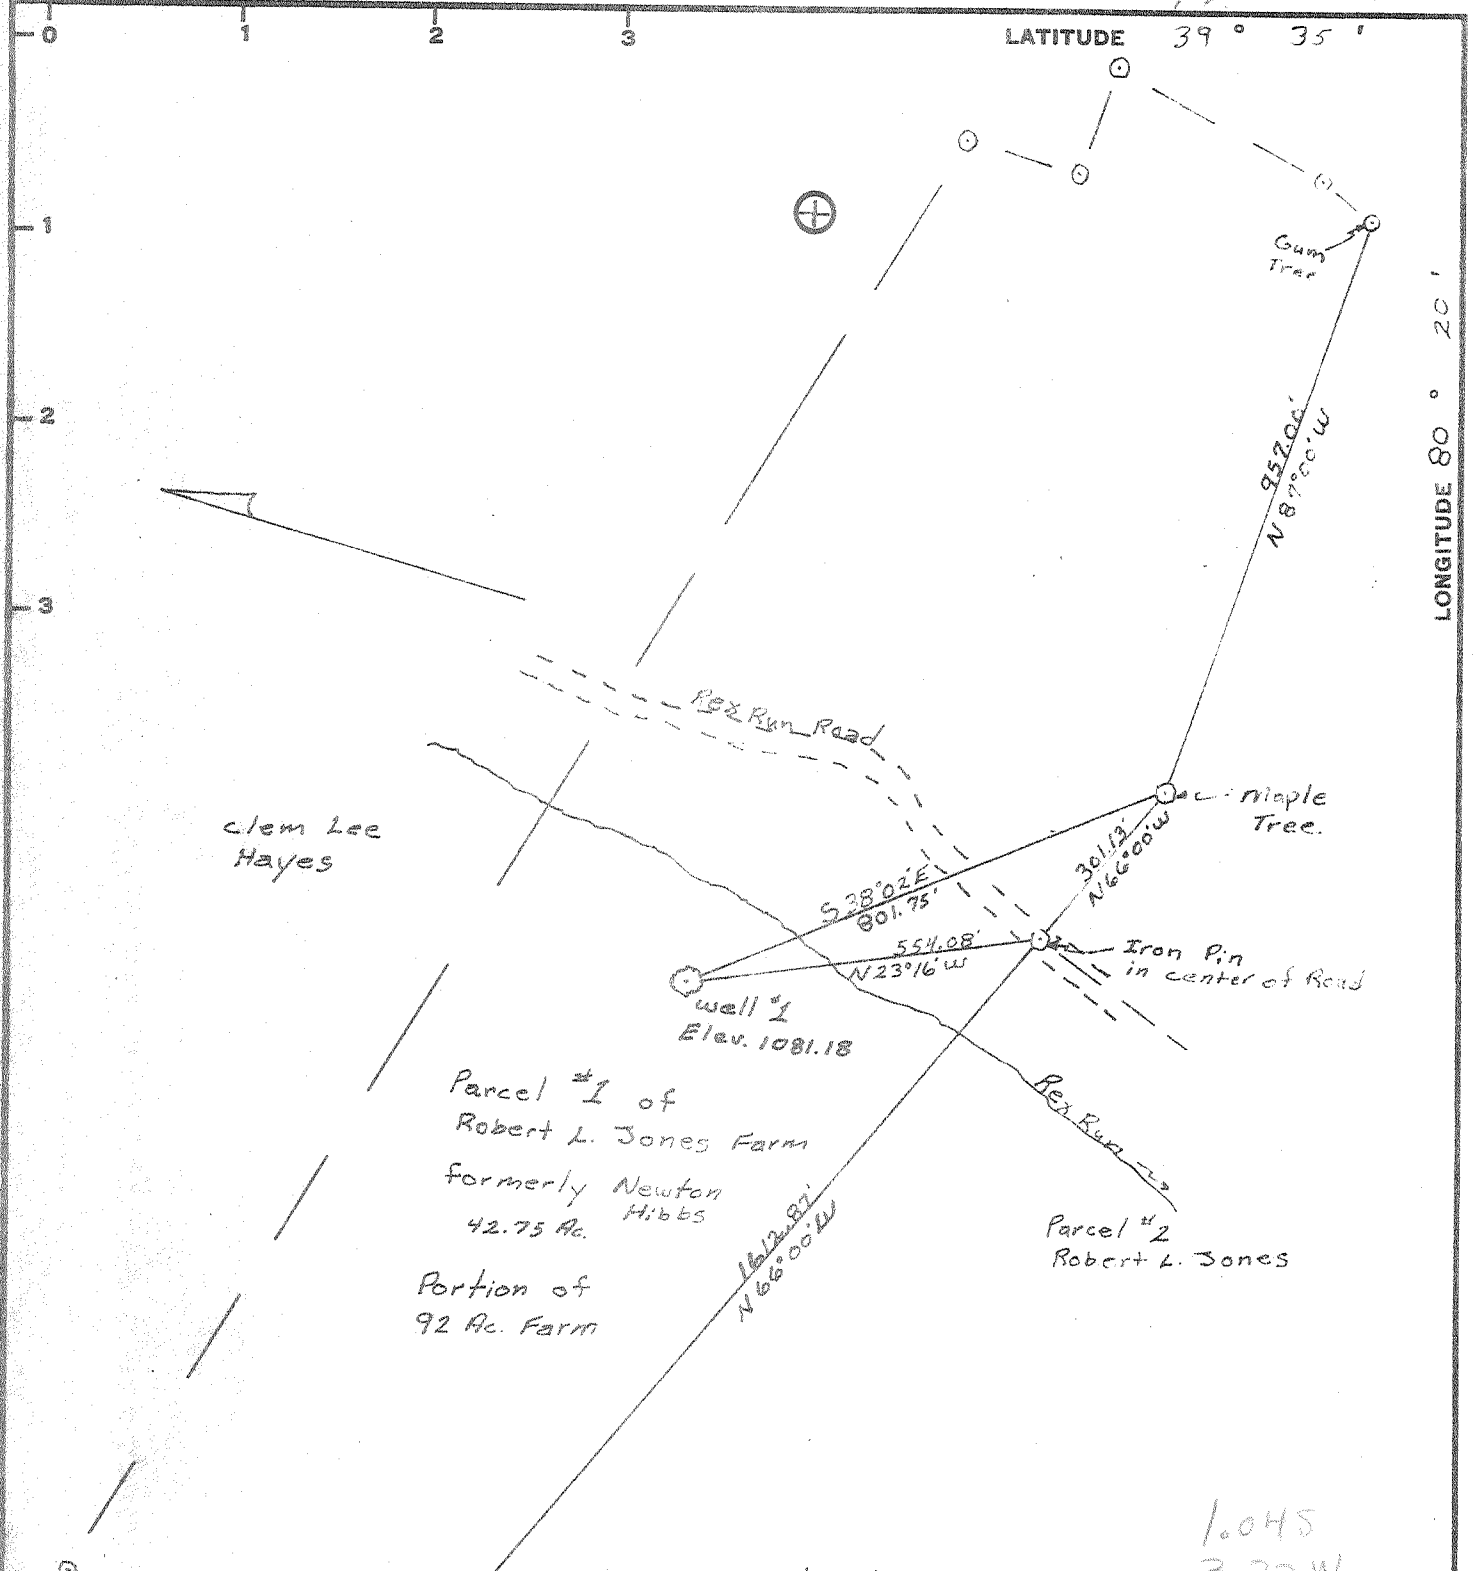 0 1 2 3
LATITUDE 39° 35'
1
2
3
LONGITUDE 80° 20'
Gum
Tree
957.00'
N 87°00' W
Rex Run Road
Maple
Tree.
301.13'
N 66°00' W
Clem Lee
Hayes
S 38°02' E
801.75'
554.08'
N 23°16' W
Iron Pin
in center of Road
Well #1
Elev. 1081.18
Parcel #1 of
Robert L. Jones Farm
formerly Newton
Hibbs
42.75 Ac.
Portion of
92 Ac. Farm
Rex Run
1612.87'
N 66°00' W
Parcel #2
Robert L. Jones